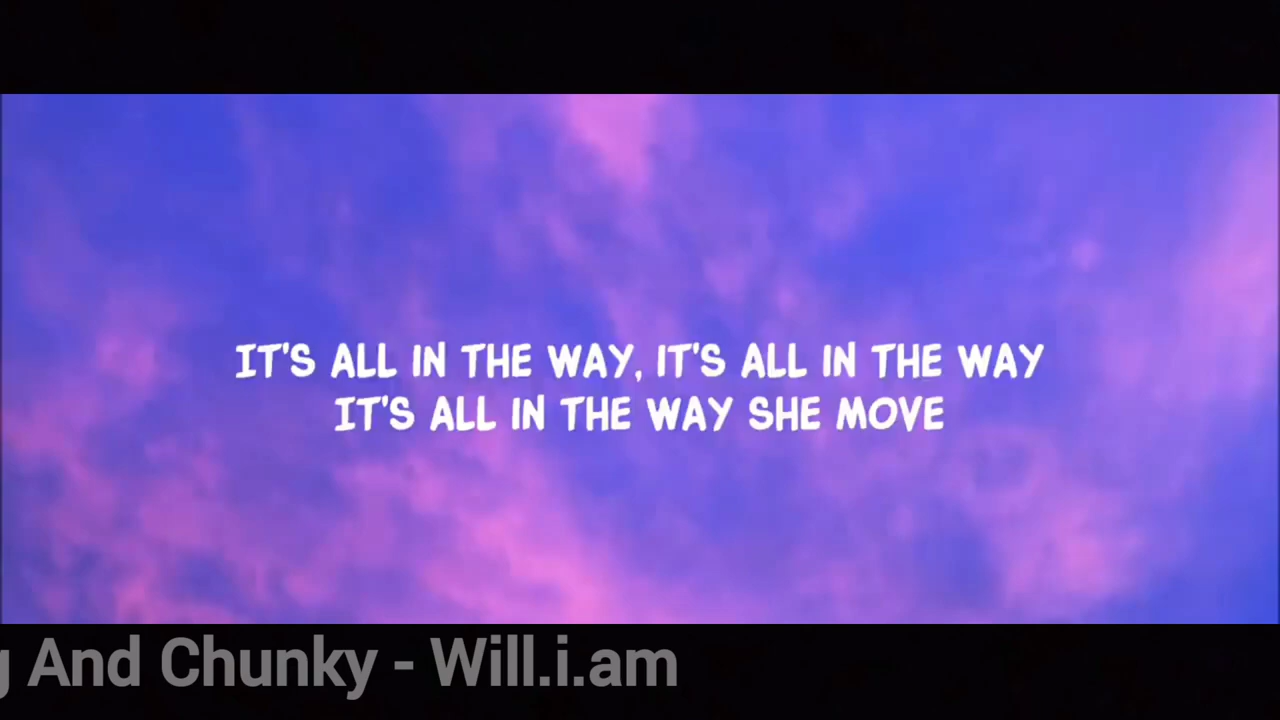 IT'S ALL IN THE WAY, IT'S ALL IN THE WAY
IT'S ALL IN THE WAY SHE MOVE
And Chunky - Will.i.am